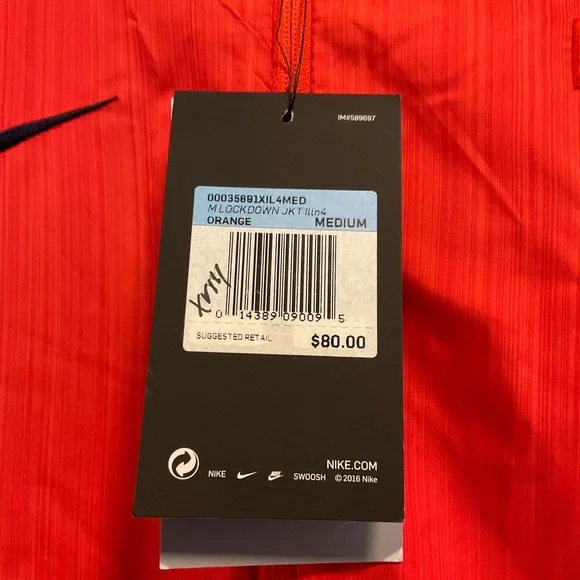 IM#589697
00035891XIL4MED
M LOCKDOWN JKT Illn4
ORANGE MEDIUM
0 14389 09009 5
SUGGESTED RETAIL $80.00
NIKE.COM
NIKE SWOOSH © 2016 Nike